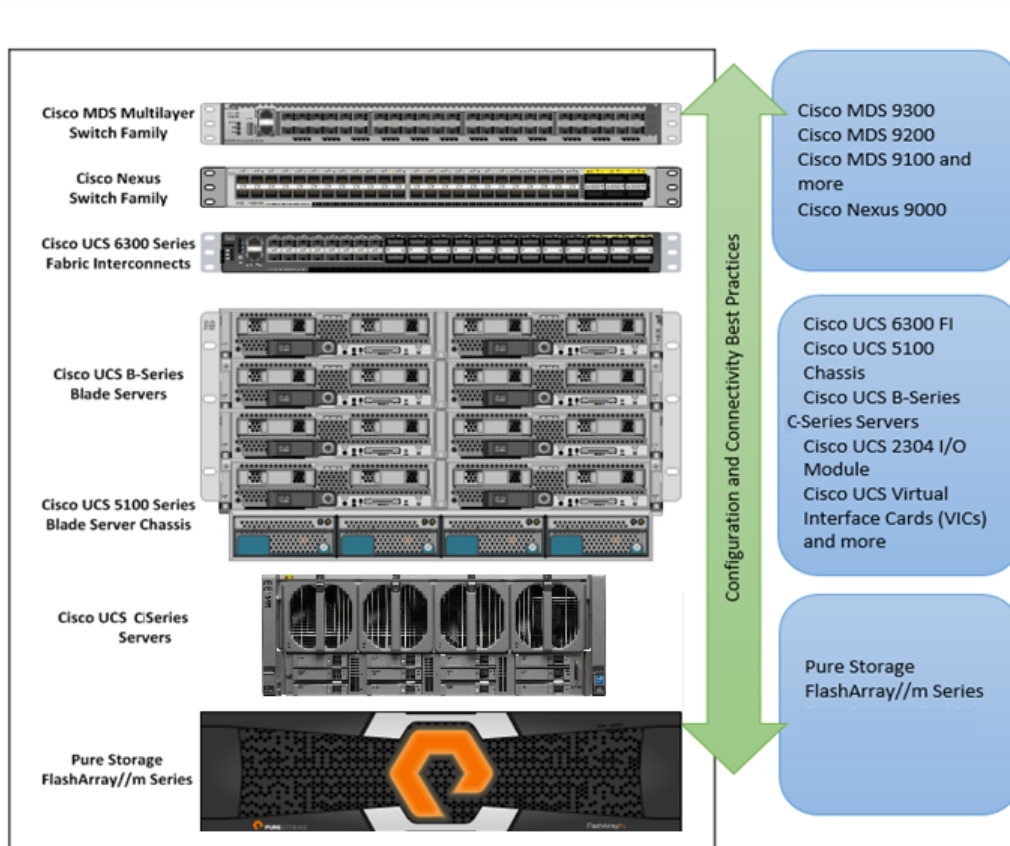 Cisco MDS Multilayer
Switch Family
Cisco Nexus
Switch Family
Cisco UCS 6300 Series
Fabric Interconnects
Cisco UCS B-Series
Blade Servers
Cisco UCS 5100 Series
Blade Server Chassis
Cisco UCS CiSeries
Servers
Pure Storage
FlashArray//m Series
PURESTORAGE
FlashArray//m
Configuration and Connectivity Best Practices
Cisco MDS 9300
Cisco MDS 9200
Cisco MDS 9100 and
more
Cisco Nexus 9000
Cisco UCS 6300 FI
Cisco UCS 5100
Chassis
Cisco UCS B-Series
C-Series Servers
Cisco UCS 2304 I/O
Module
Cisco UCS Virtual
Interface Cards (VICs)
and more
Pure Storage
FlashArray//m Series